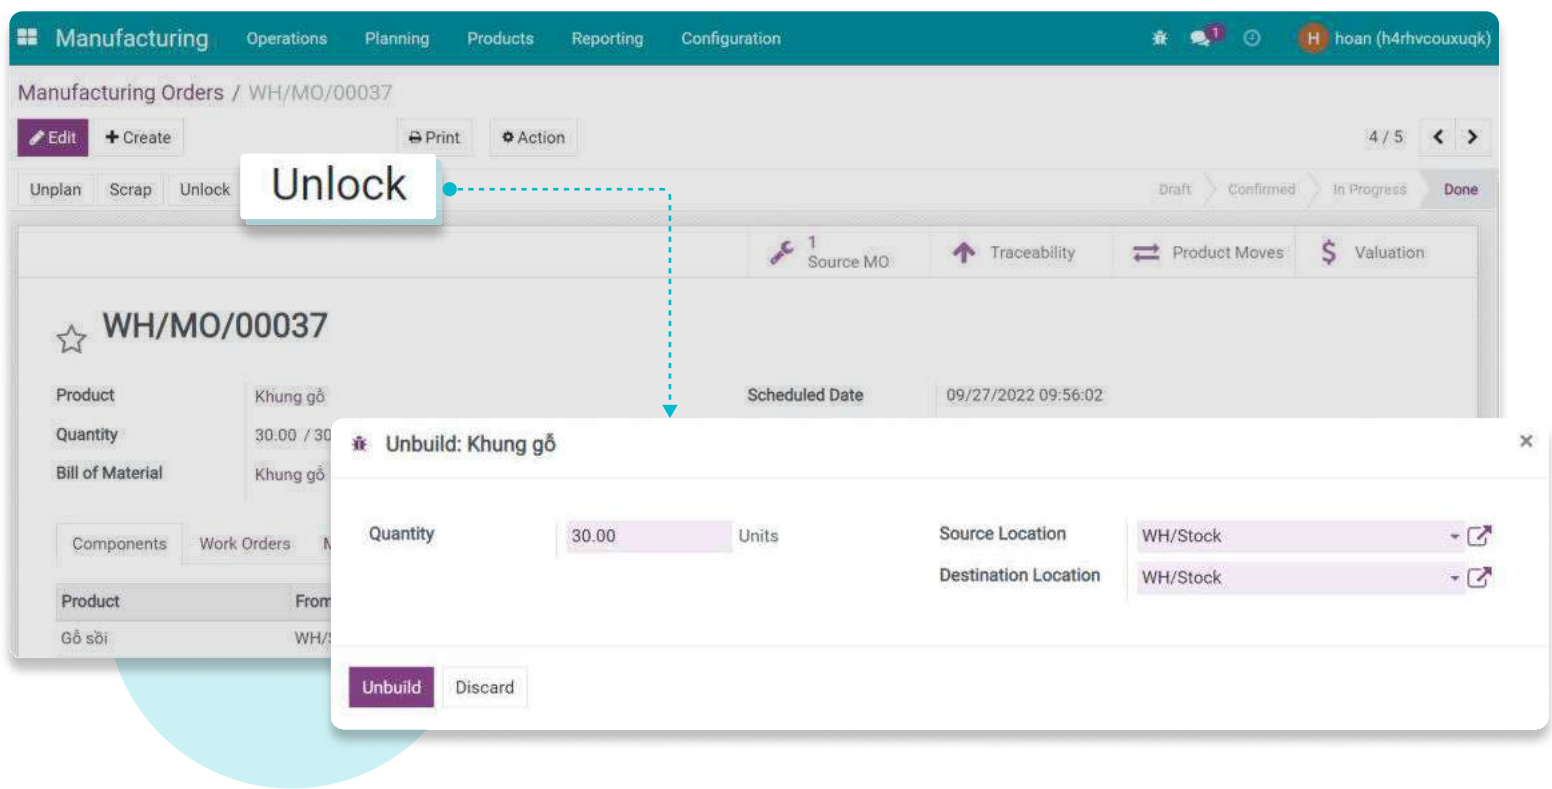 Manufacturing Operations Planning Products Reporting Configuration 1 H hoan (h4rhvcouxuqk)
Manufacturing Orders / WH/MO/00037
Edit + Create Print Action 4 / 5
Unplan Scrap Unlock Unlock Draft Confirmed In Progress Done
1
Source MO Traceability Product Moves $ Valuation
WH/MO/00037
Product Khung gỗ Scheduled Date 09/27/2022 09:56:02
Quantity 30.00 / 30
Bill of Material Khung gỗ
Unbuild: Khung gỗ ×
Components Work Orders
Quantity 30.00 Units Source Location WH/Stock
Destination Location WH/Stock
Product From
Gỗ sồi WH/
Unbuild Discard